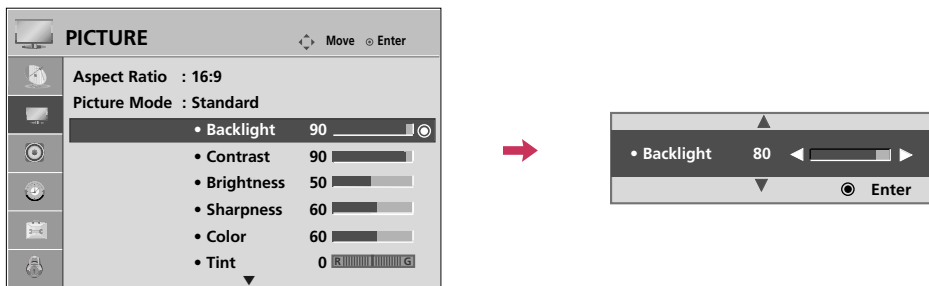 PICTURE Move Enter
Aspect Ratio : 16:9
Picture Mode : Standard
• Backlight 90
• Contrast 90
• Brightness 50
• Sharpness 60
• Color 60
• Tint 0 R G
• Backlight 80
Enter